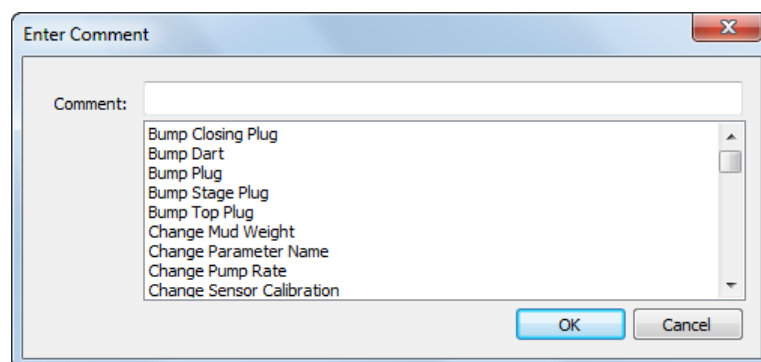 Enter Comment
Comment:
Bump Closing Plug
Bump Dart
Bump Plug
Bump Stage Plug
Bump Top Plug
Change Mud Weight
Change Parameter Name
Change Pump Rate
Change Sensor Calibration
OK Cancel